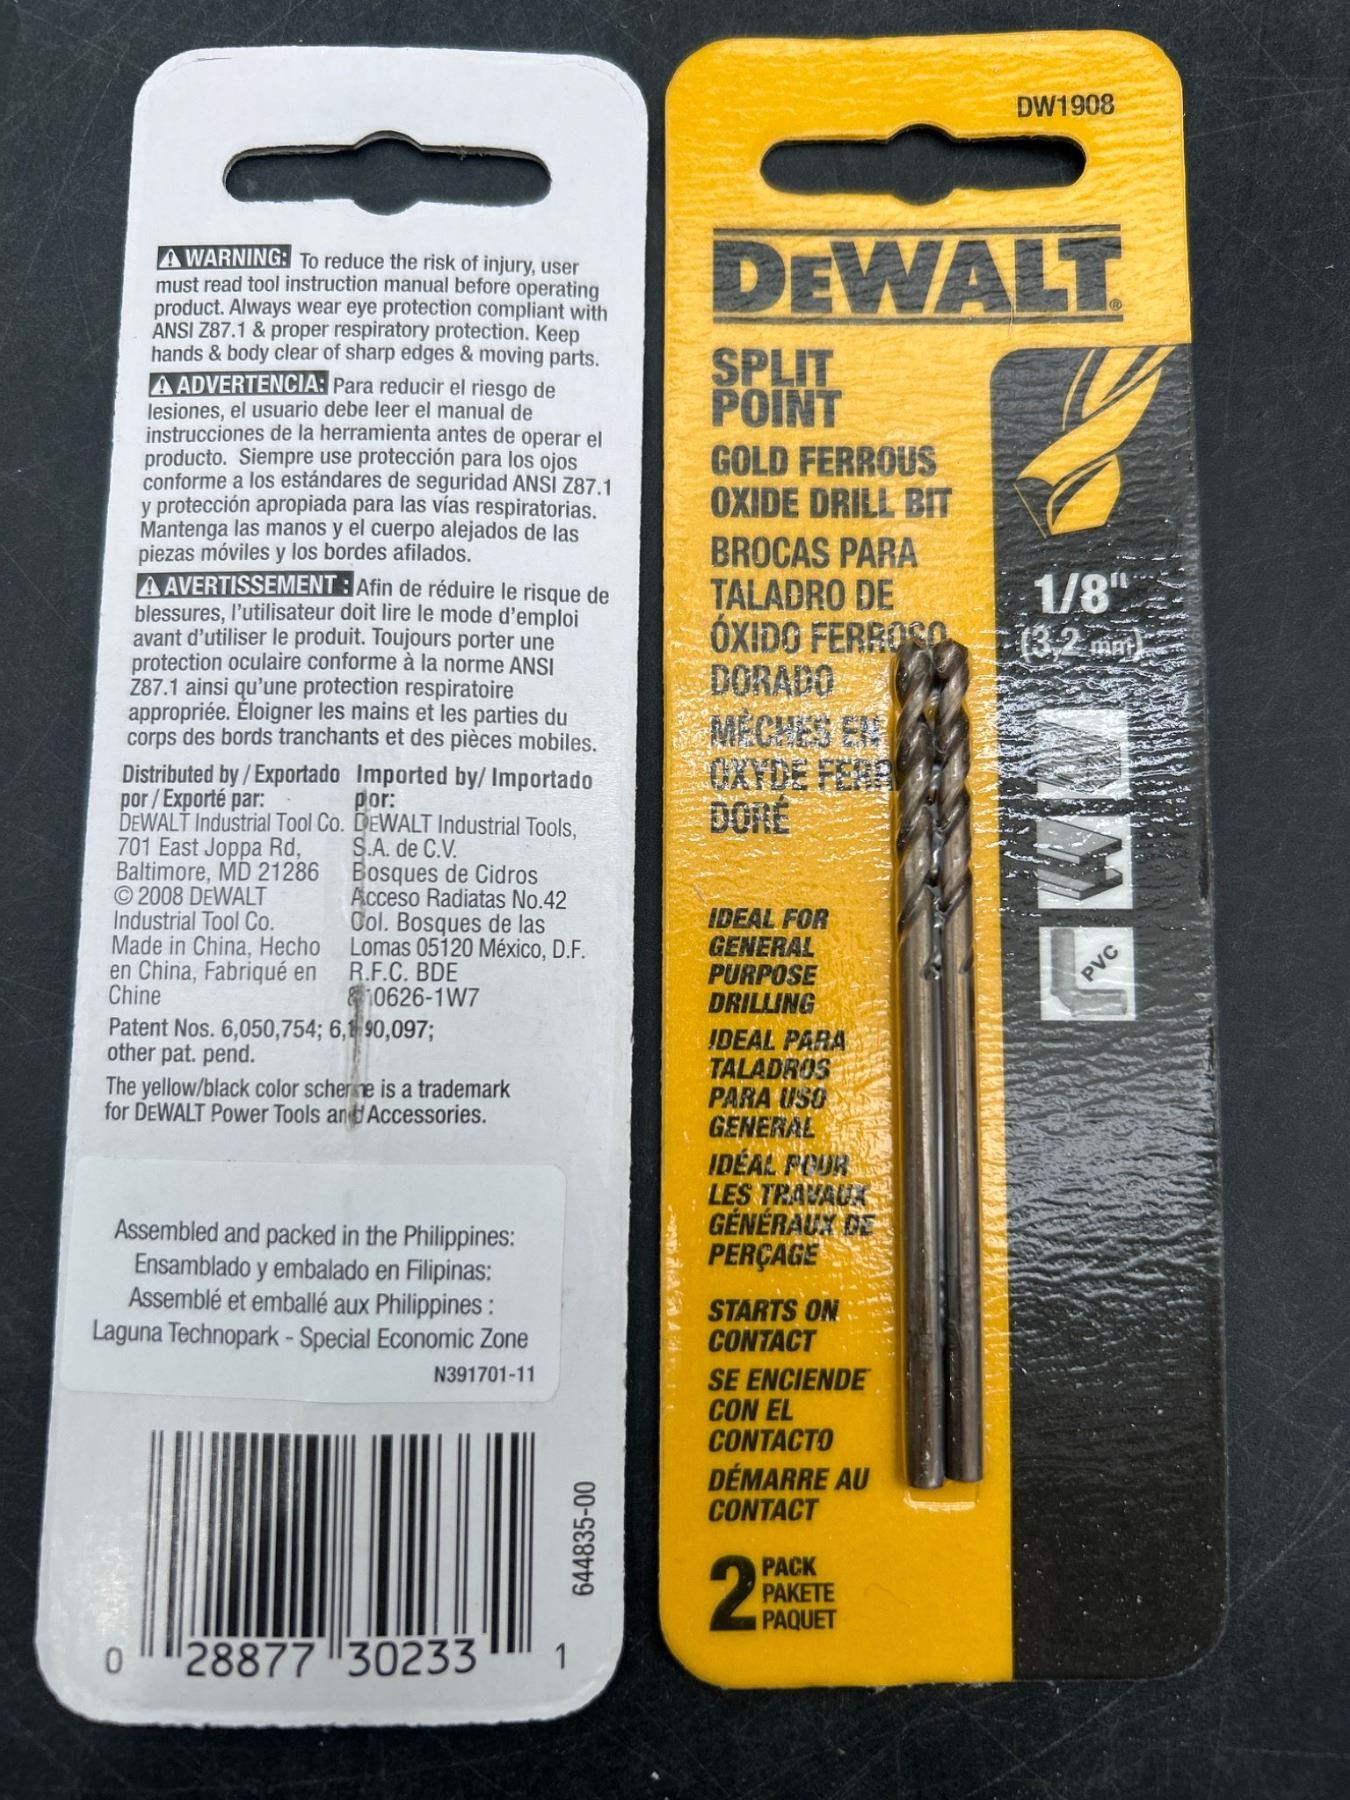 WARNING: To reduce the risk of injury, user
must read tool instruction manual before operating
product. Always wear eye protection compliant with
ANSI Z87.1 & proper respiratory protection. Keep
hands & body clear of sharp edges & moving parts.
ADVERTENCIA: Para reducir el riesgo de
lesiones, el usuario debe leer el manual de
instrucciones de la herramienta antes de operar el
producto. Siempre use protección para los ojos
conforme a los estándares de seguridad ANSI Z87.1
y protección apropiada para las vías respiratorias.
Mantenga las manos y el cuerpo alejados de las
piezas móviles y los bordes afilados.
AVERTISSEMENT : Afin de réduire le risque de
blessures, l'utilisateur doit lire le mode d'emploi
avant d'utiliser le produit. Toujours porter une
protection oculaire conforme à la norme ANSI
Z87.1 ainsi qu'une protection respiratoire
appropriée. Éloigner les mains et les parties du
corps des bords tranchants et des pièces mobiles.
Distributed by / Exportado
por / Exporté par:
DEWALT Industrial Tool Co.
701 East Joppa Rd,
Baltimore, MD 21286
© 2008 DEWALT
Industrial Tool Co.
Made in China, Hecho
en China, Fabriqué en
Chine
Imported by/ Importado
por:
DEWALT Industrial Tools,
S.A. de C.V.
Bosques de Cidros
Acceso Radiatas No.42
Col. Bosques de las
Lomas 05120 México, D.F.
R.F.C. BDE
Patent Nos. 6,050,754;
other pat. pend.
The yellow/black color scheme is a trademark
for DEWALT Power Tools and Accessories.
Assembled and packed in the Philippines:
Ensamblado y embalado en Filipinas:
Assemblé et emballé aux Philippines :
Laguna Technopark - Special Economic Zone
N391701-11
644835-00
0 28877 30233 1
DW1908
DEWALT®
SPLIT
POINT
GOLD FERROUS
OXIDE DRILL BIT
BROCAS PARA
TALADRO DE
ÓXIDO FERROSO
DORADO
MÈCHES EN
OXYDE
DORÉ
1/8"
(3,2 mm)
PVC
IDEAL FOR
GENERAL
PURPOSE
DRILLING
IDEAL PARA
TALADROS
PARA USO
GENERAL
IDÉAL POUR
LES TRAVAUX
GÉNÉRAUX DE
PERÇAGE
STARTS ON
CONTACT
SE ENCIENDE
CON EL
CONTACTO
DÉMARRE AU
CONTACT
2 PACK
PAKETE
PAQUET